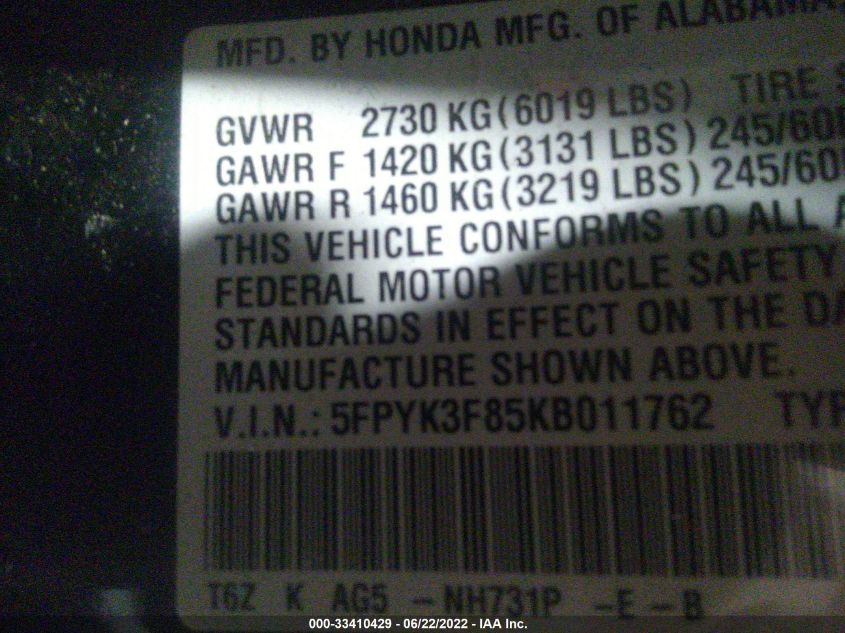 MFD. BY HONDA MFG. OF ALABAMA,
GVWR 2730 KG (6019 LBS) TIRE S
GAWR F 1420 KG (3131 LBS) 245/60
GAWR R 1460 KG (3219 LBS) 245/60
THIS VEHICLE CONFORMS TO ALL A
FEDERAL MOTOR VEHICLE SAFETY
STANDARDS IN EFFECT ON THE DA
MANUFACTURE SHOWN ABOVE.
V.I.N.: 5FPYK3F85KB011762 TYP
T6Z K AG5 -NH731P -E-B
000-33410429 - 06/22/2022 - IAA Inc.